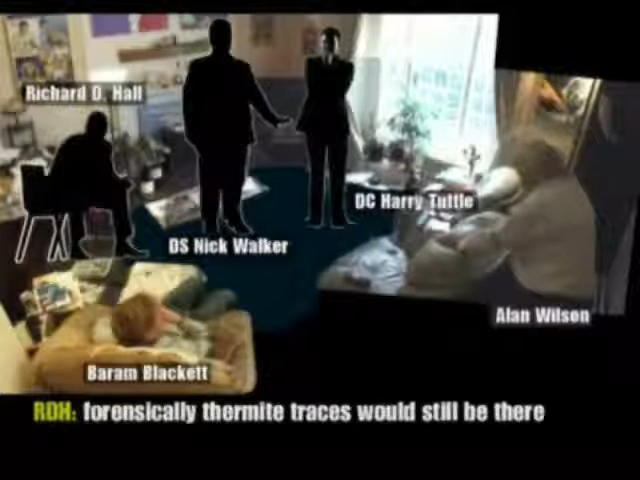 Richard D. Hall
DC Harry Tuttle
DS Nick Walker
Alan Wilson
Baram Blackett
RDH: forensically thermite traces would still be there